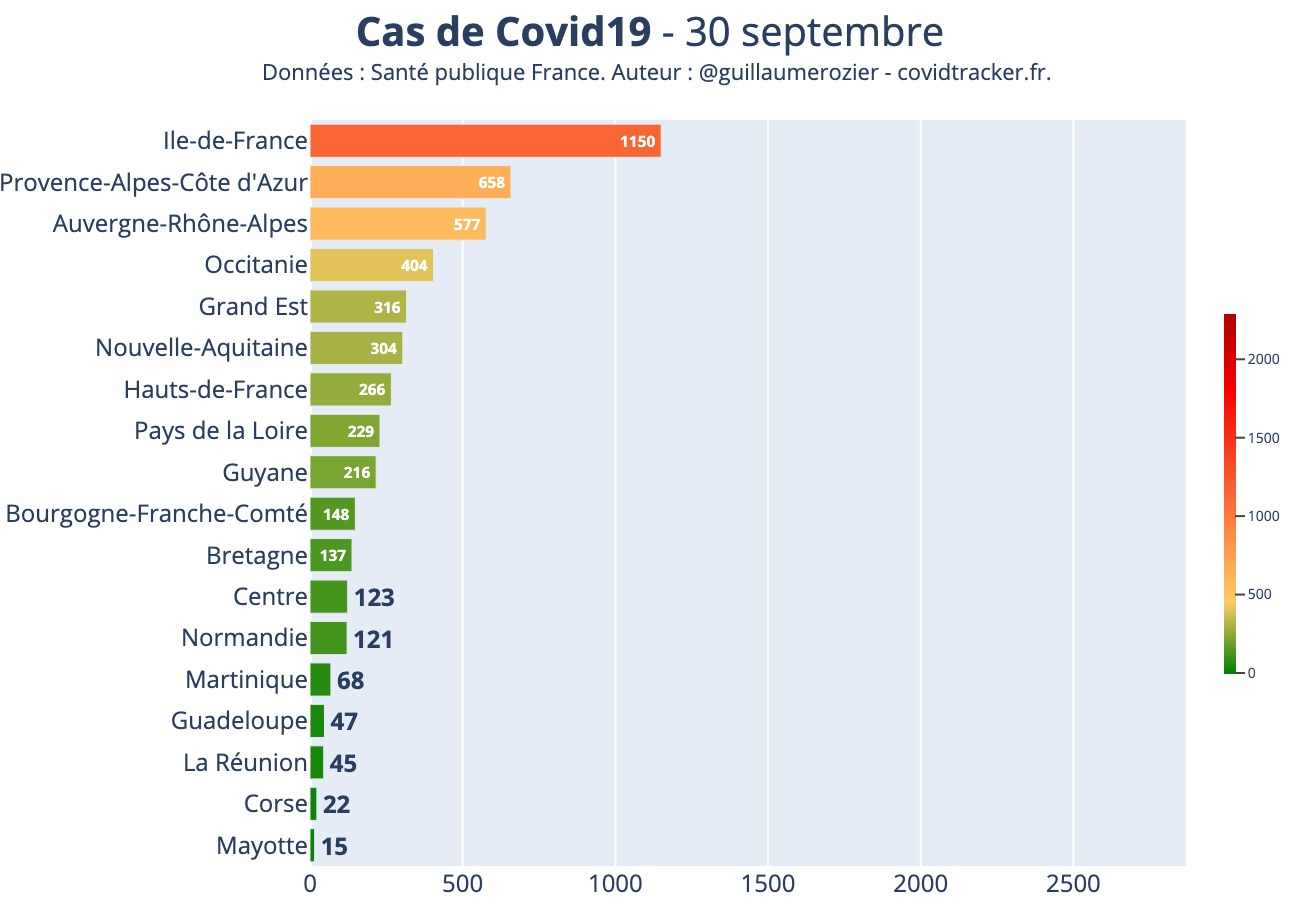 Cas de Covid19 - 30 septembre
Données : Santé publique France. Auteur : @guillaumerozier - covidtracker.fr.
Ile-de-France 1150
Provence-Alpes-Côte d'Azur 658
Auvergne-Rhône-Alpes 577
Occitanie 404
Grand Est 316
Nouvelle-Aquitaine 304
Hauts-de-France 266
Pays de la Loire 229
Guyane 216
Bourgogne-Franche-Comté 148
Bretagne 137
Centre 123
Normandie 121
Martinique 68
Guadeloupe 47
La Réunion 45
Corse 22
Mayotte 15
0 500 1000 1500 2000 2500
2000
1500
1000
500
0